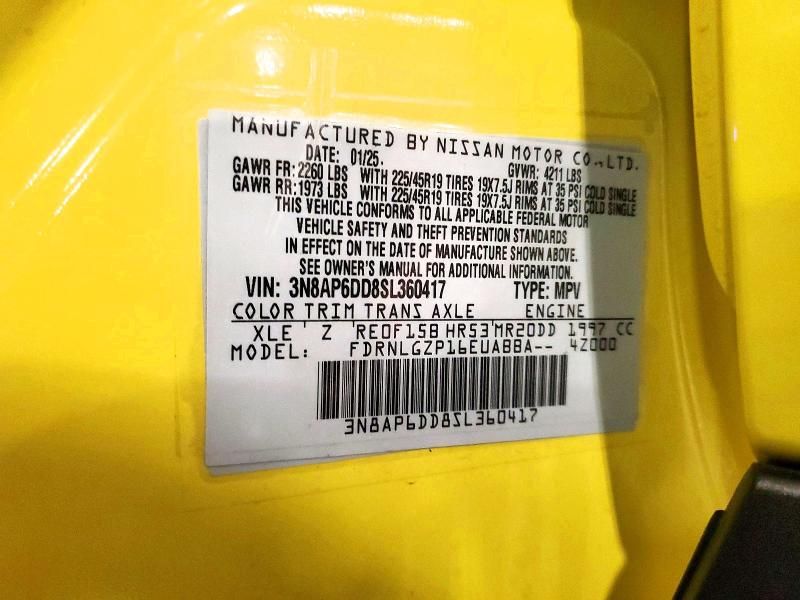 MANUFACTURED BY NISSAN MOTOR CO.,LTD.
DATE: 01/25. GVWR: 4211 LBS
GAWR FR: 2260 LBS WITH 225/45R19 TIRES 19X7.5J RIMS AT 35 PSI COLD SINGLE
GAWR RR: 1973 LBS WITH 225/45R19 TIRES 19X7.5J RIMS AT 35 PSI COLD SINGLE
THIS VEHICLE CONFORMS TO ALL APPLICABLE FEDERAL MOTOR
VEHICLE SAFETY AND THEFT PREVENTION STANDARDS
IN EFFECT ON THE DATE OF MANUFACTURE SHOWN ABOVE.
SEE OWNER'S MANUAL FOR ADDITIONAL INFORMATION.
VIN: 3N8AP6DD8SL360417 TYPE: MPV
COLOR TRIM TRANS AXLE ENGINE
XLE Z RE0F15B HR53 MR20DD 1997 CC
MODEL: FDRNLGZP16EUABBA-- 4Z000
3N8AP6DD8SL360417